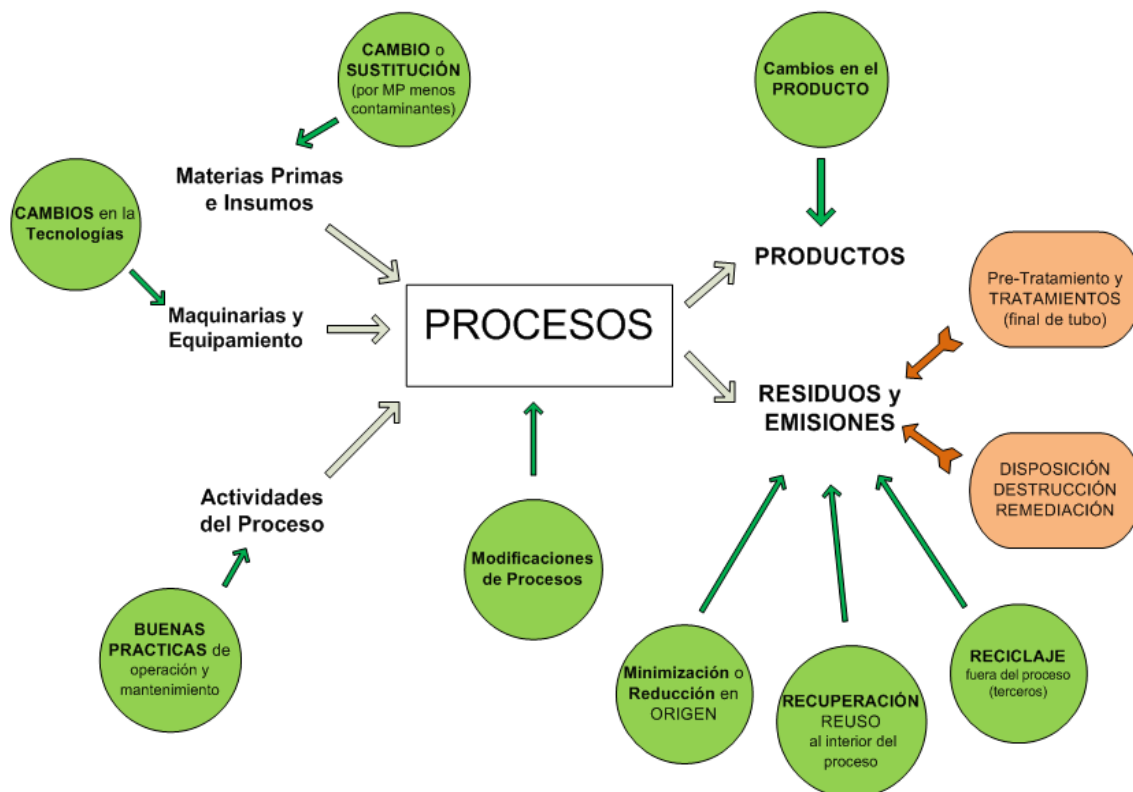 CAMBIO o
SUSTITUCIÓN
(por MP menos
contaminantes)
Cambios en el
PRODUCTO
Materias Primas
e Insumos
CAMBIOS en la
Tecnologías
PRODUCTOS
Pre-Tratamiento y
TRATAMIENTOS
(final de tubo)
Maquinarias y
Equipamiento
PROCESOS
RESIDUOS y
EMISIONES
DISPOSICIÓN
DESTRUCCIÓN
REMEDIACIÓN
Actividades
del Proceso
Modificaciones
de Procesos
BUENAS
PRACTICAS de
operación y
mantenimiento
Minimización o
Reducción en
ORIGEN
RECUPERACIÓN
REUSO
al interior del
proceso
RECICLAJE
fuera del proceso
(terceros)